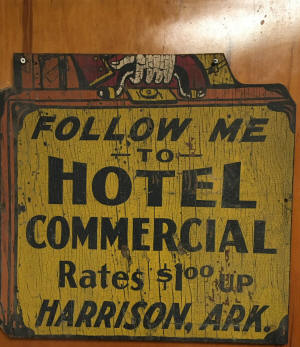 FOLLOW ME
-TO-
HOTEL
COMMERCIAL
Rates $1.00 UP
HARRISON, ARK.